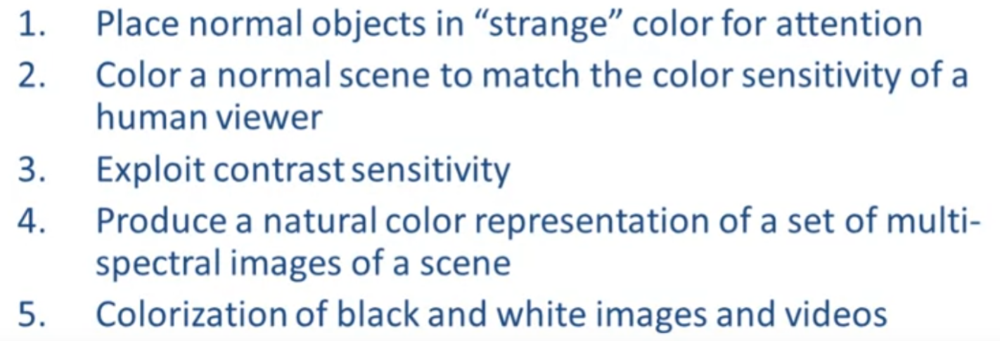 1. Place normal objects in “strange” color for attention
2. Color a normal scene to match the color sensitivity of a
human viewer
3. Exploit contrast sensitivity
4. Produce a natural color representation of a set of multi-
spectral images of a scene
5. Colorization of black and white images and videos